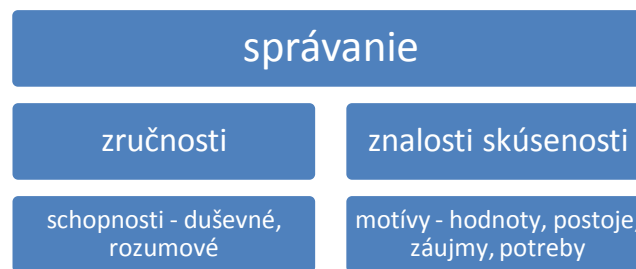 správanie
zručnosti
znalosti skúsenosti
schopnosti - duševné,
rozumové
motívy - hodnoty, postoje,
záujmy, potreby